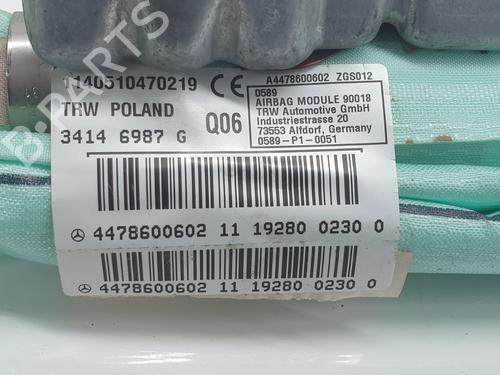 1140510470219
A4478600602 ZGS012
TRW POLAND
3414 6987 G
Q06
0589
AIRBAG MODULE 90018
TRW Automotive GmbH
Industriestrasse 20
73553 Alfdorf, Germany
0589-P1-0051
4478600602 11 19280 0230 0
4478600602 11 19280 0230 0
B-PARTS